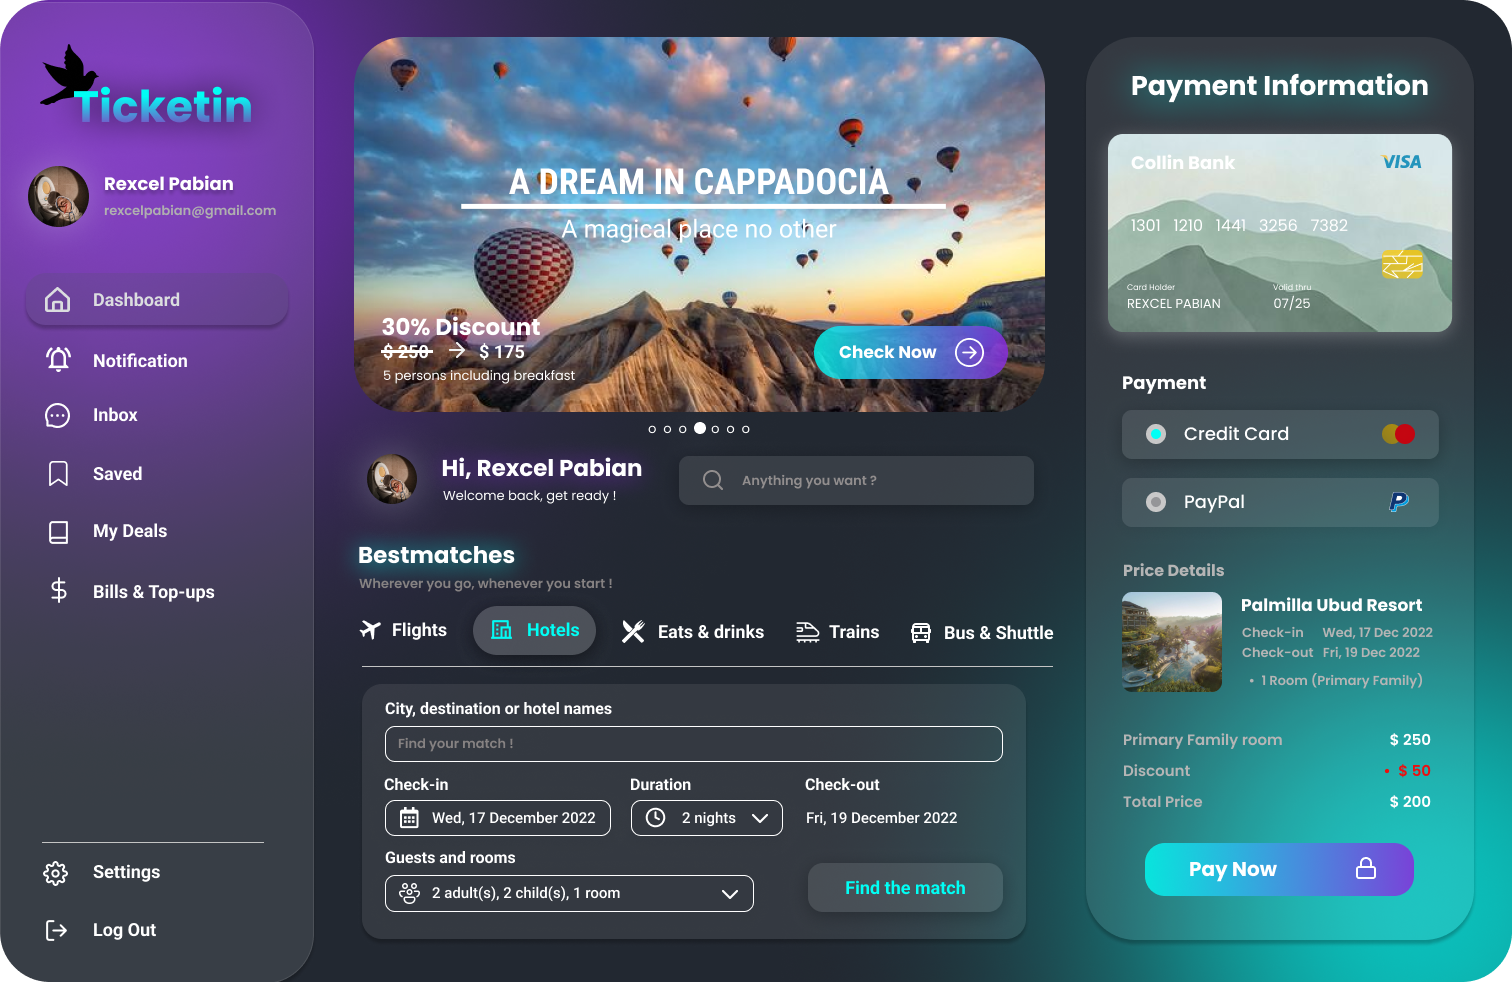 Ticketin
Rexcel Pabian
rexcelpabian@gmail.com
Dashboard
Notification
Inbox
Saved
My Deals
Bills & Top-ups
Settings
Log Out
A DREAM IN CAPPADOCIA
A magical place no other
30% Discount
$ 250 → $ 175
5 persons including breakfast
Check Now
Hi, Rexcel Pabian
Welcome back, get ready !
Anything you want ?
Bestmatches
Wherever you go, whenever you start !
Flights Hotels Eats & drinks Trains Bus & Shuttle
City, destination or hotel names
Find your match !
Check-in Duration Check-out
Wed, 17 December 2022 2 nights Fri, 19 December 2022
Guests and rooms
2 adult(s), 2 child(s), 1 room
Find the match
Payment Information
Collin Bank VISA
1301 1210 1441 3256 7382
Card Holder Valid thru
REXCEL PABIAN 07/25
Payment
Credit Card
PayPal
Price Details
Palmilla Ubud Resort
Check-in Wed, 17 Dec 2022
Check-out Fri, 19 Dec 2022
• 1 Room (Primary Family)
Primary Family room $ 250
Discount • $ 50
Total Price $ 200
Pay Now